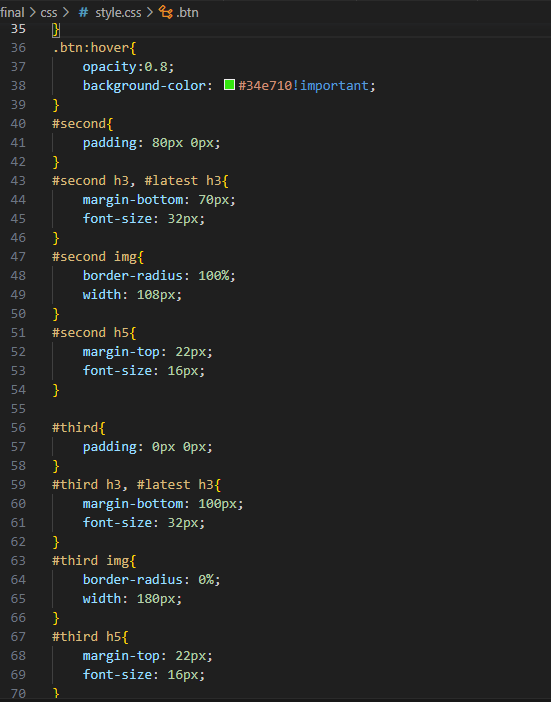 final > css > # style.css > .btn
35 }
36 .btn:hover{
37     opacity:0.8;
38     background-color: #34e710!important;
39 }
40 #second{
41     padding: 80px 0px;
42 }
43 #second h3, #latest h3{
44     margin-bottom: 70px;
45     font-size: 32px;
46 }
47 #second img{
48     border-radius: 100%;
49     width: 108px;
50 }
51 #second h5{
52     margin-top: 22px;
53     font-size: 16px;
54 }
55
56 #third{
57     padding: 0px 0px;
58 }
59 #third h3, #latest h3{
60     margin-bottom: 100px;
61     font-size: 32px;
62 }
63 #third img{
64     border-radius: 0%;
65     width: 180px;
66 }
67 #third h5{
68     margin-top: 22px;
69     font-size: 16px;
70 }